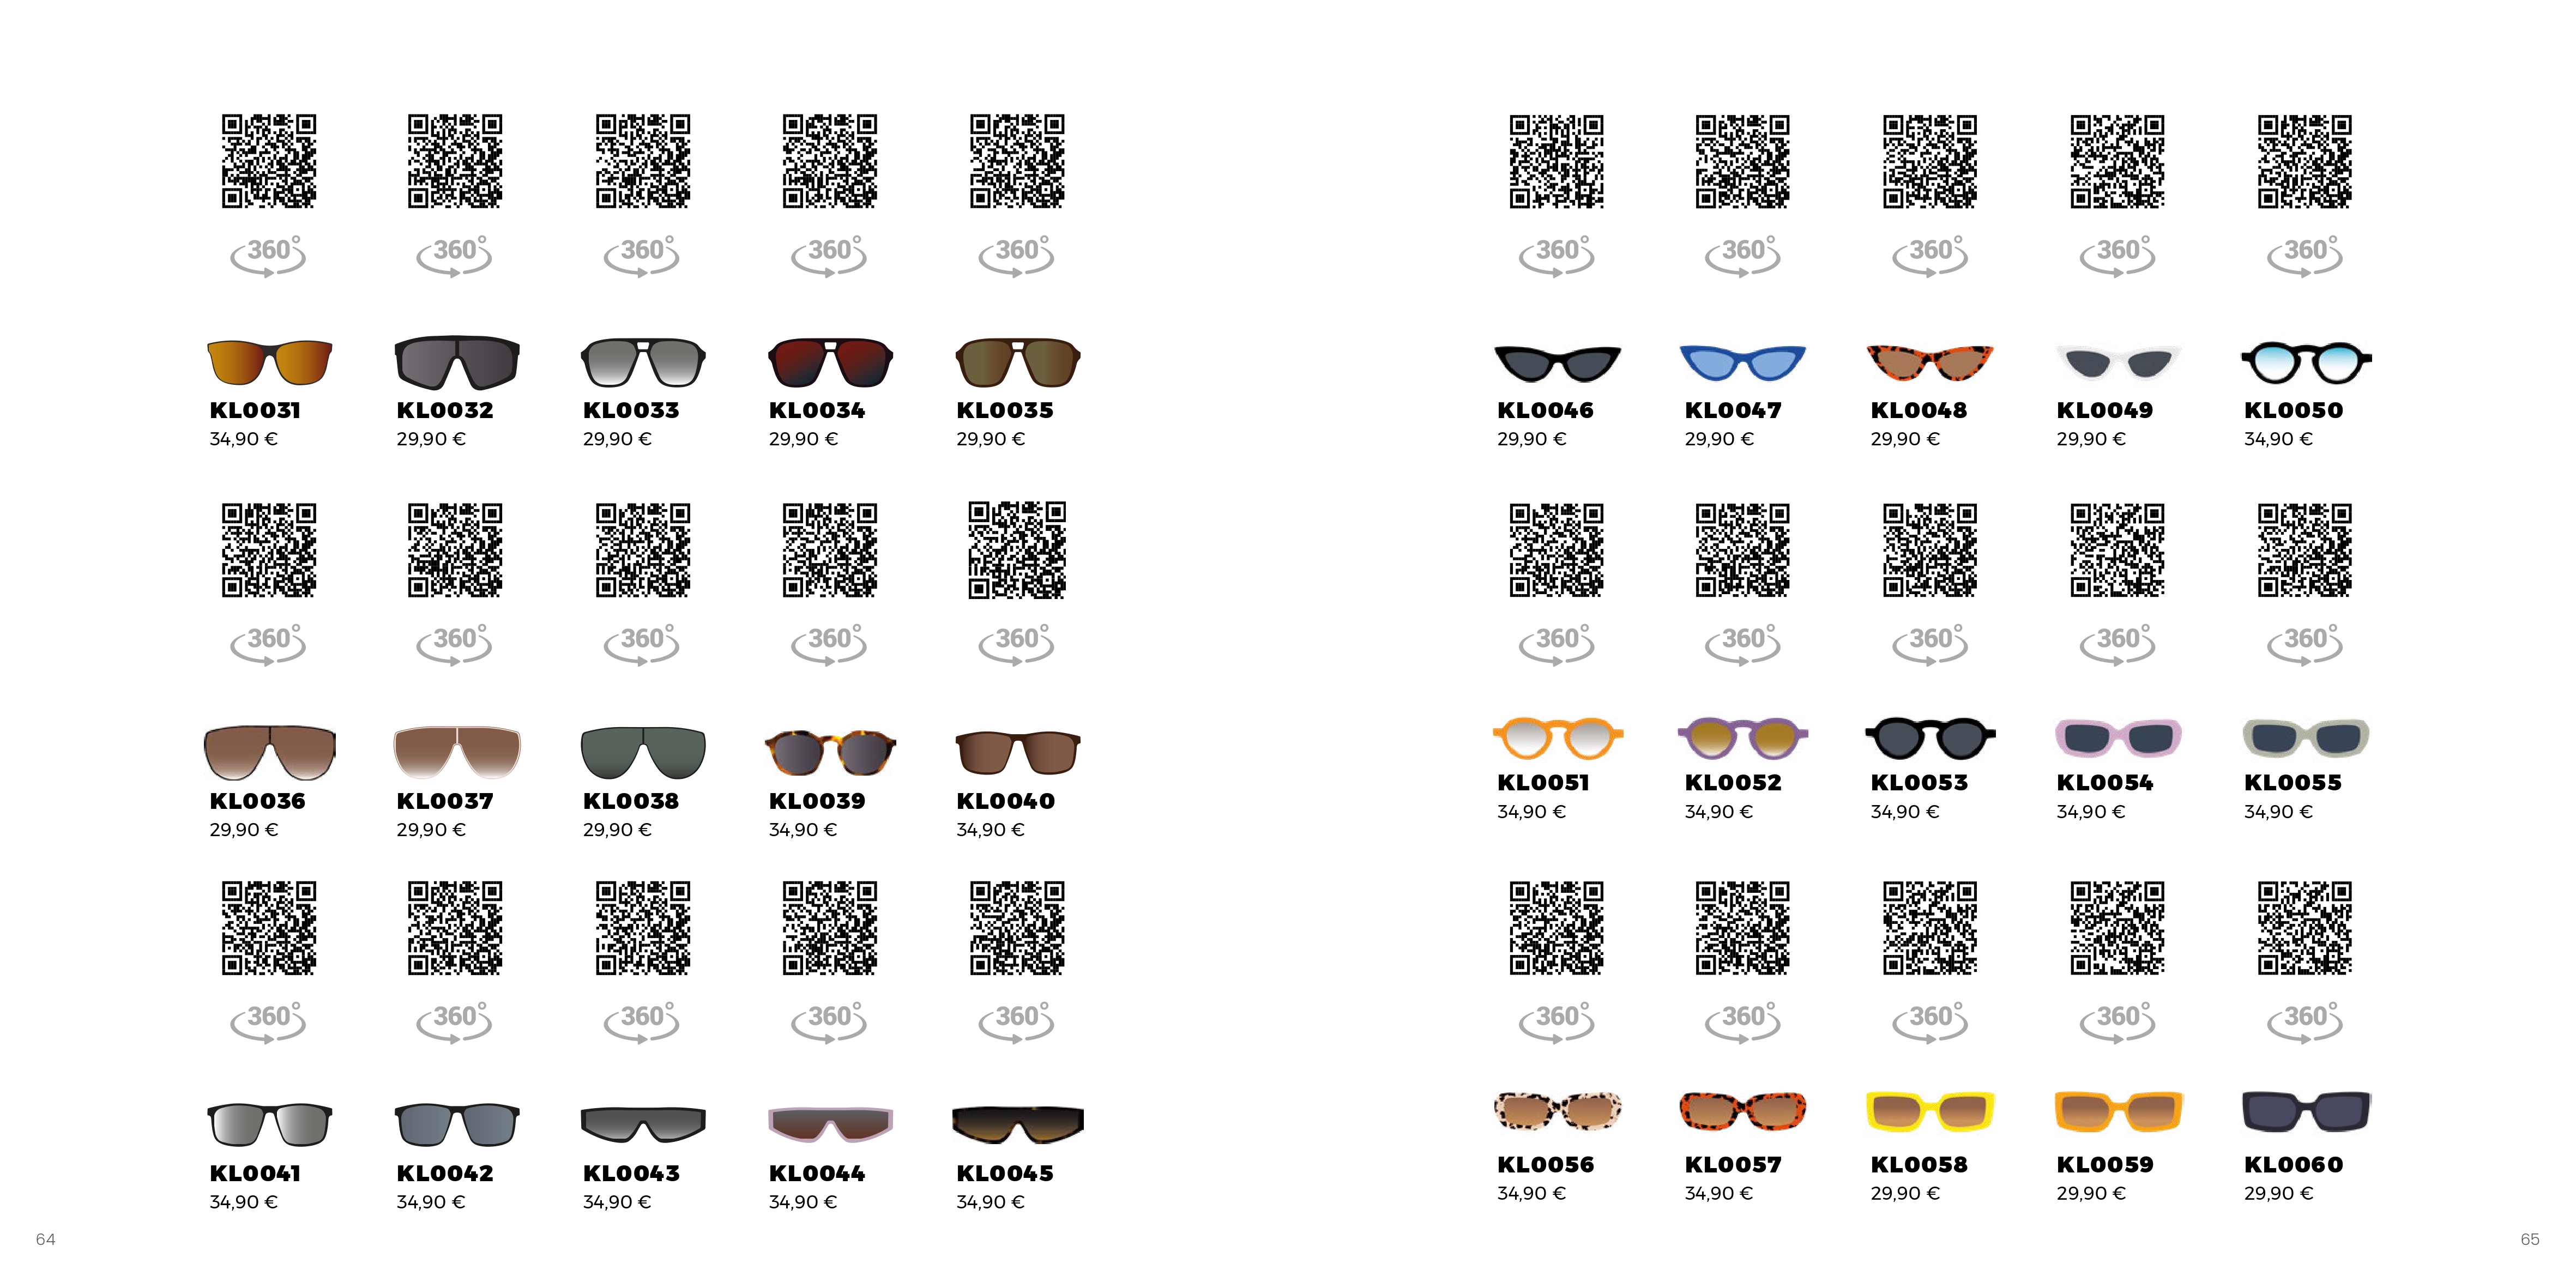 360°
360°
360°
360°
360°
KL0031
34,90 €
KL0032
29,90 €
KL0033
29,90 €
KL0034
29,90 €
KL0035
29,90 €
360°
360°
360°
360°
360°
KL0036
29,90 €
KL0037
29,90 €
KL0038
29,90 €
KL0039
34,90 €
KL0040
34,90 €
360°
360°
360°
360°
360°
KL0041
34,90 €
KL0042
34,90 €
KL0043
34,90 €
KL0044
34,90 €
KL0045
34,90 €
64
360°
360°
360°
360°
360°
KL0046
29,90 €
KL0047
29,90 €
KL0048
29,90 €
KL0049
29,90 €
KL0050
34,90 €
360°
360°
360°
360°
360°
KL0051
34,90 €
KL0052
34,90 €
KL0053
34,90 €
KL0054
34,90 €
KL0055
34,90 €
360°
360°
360°
360°
360°
KL0056
34,90 €
KL0057
34,90 €
KL0058
29,90 €
KL0059
29,90 €
KL0060
29,90 €
65